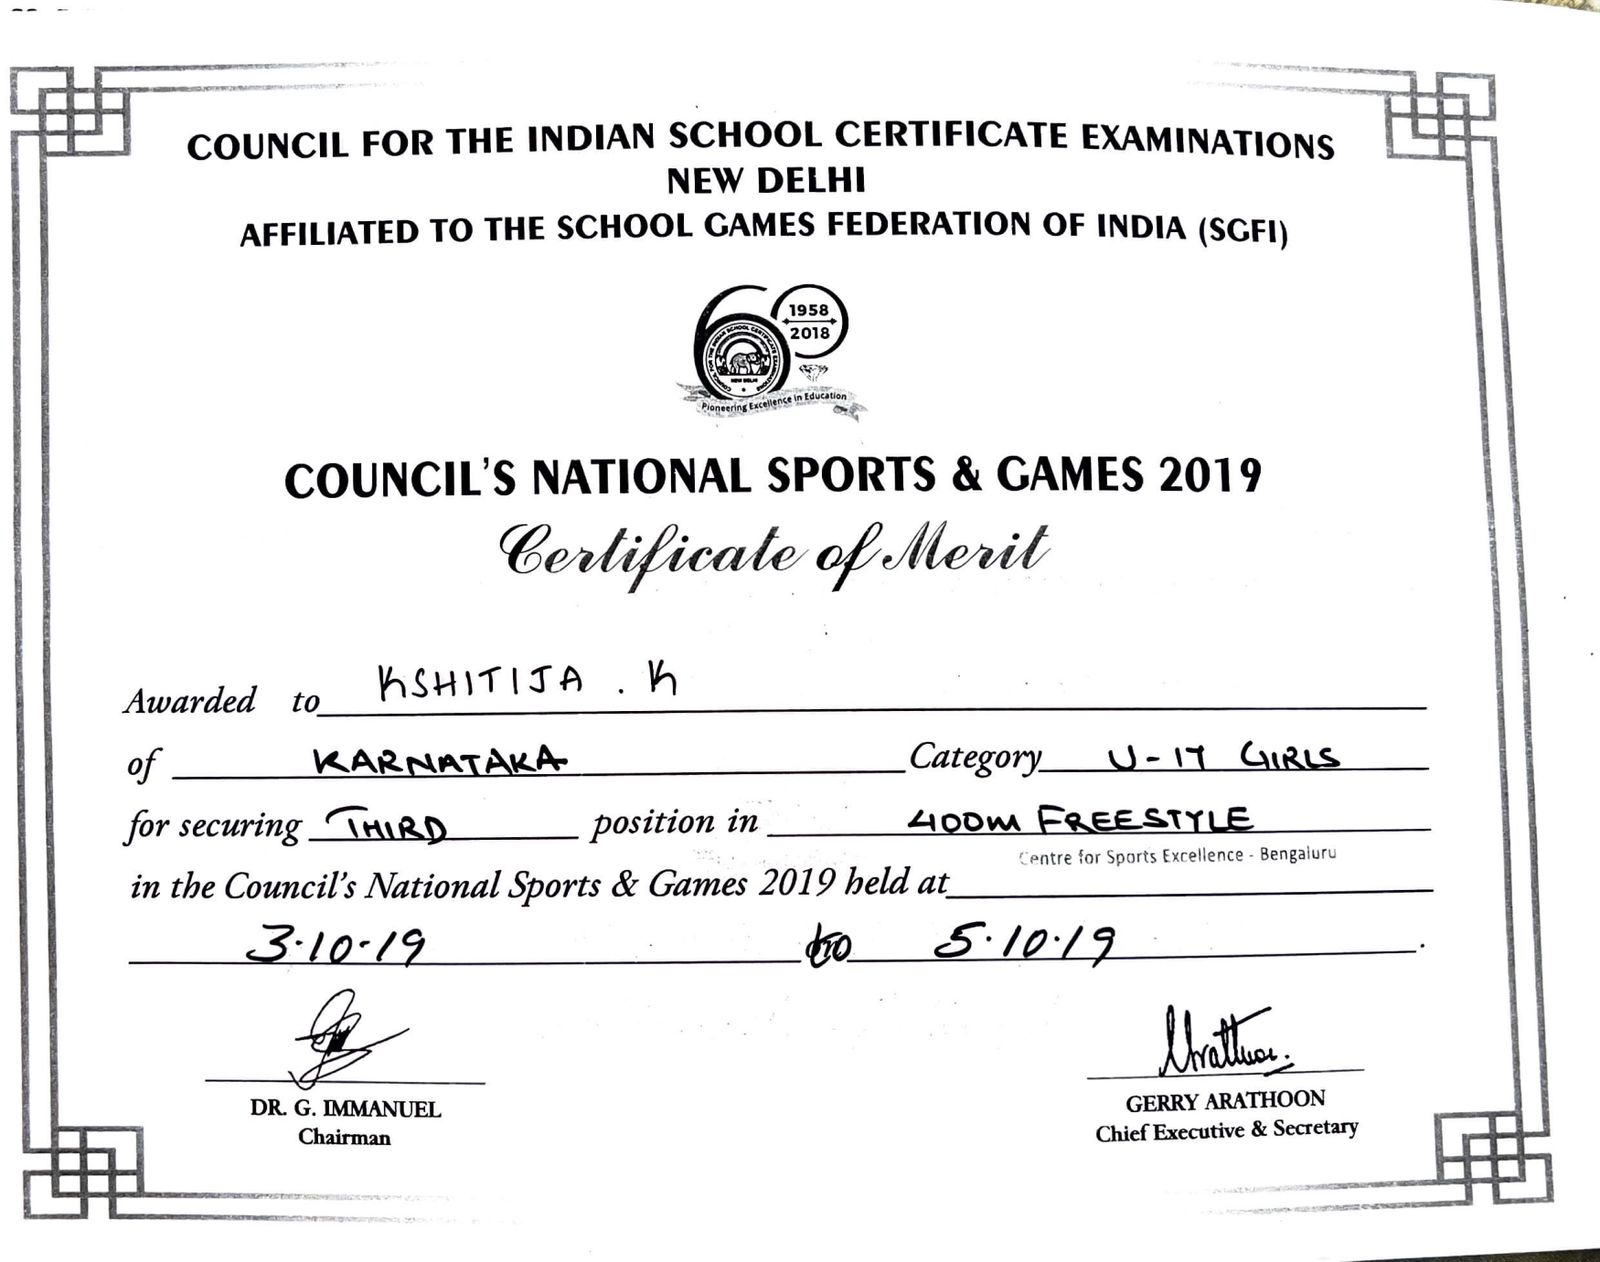 COUNCIL FOR THE INDIAN SCHOOL CERTIFICATE EXAMINATIONS
NEW DELHI
AFFILIATED TO THE SCHOOL GAMES FEDERATION OF INDIA (SGFI)
1958
2018
COUNCIL FOR THE INDIAN SCHOOL CERTIFICATE EXAMINATIONS
NEW DELHI
Pioneering Excellence in Education
COUNCIL'S NATIONAL SPORTS & GAMES 2019
Certificate of Merit
Awarded to KSHITIJA . K
of KARNATAKA Category U-17 GIRLS
for securing THIRD position in 400m FREESTYLE
Centre for Sports Excellence - Bengaluru
in the Council's National Sports & Games 2019 held at
3.10.19 to 5.10.19
DR. G. IMMANUEL
Chairman
GERRY ARATHOON
Chief Executive & Secretary